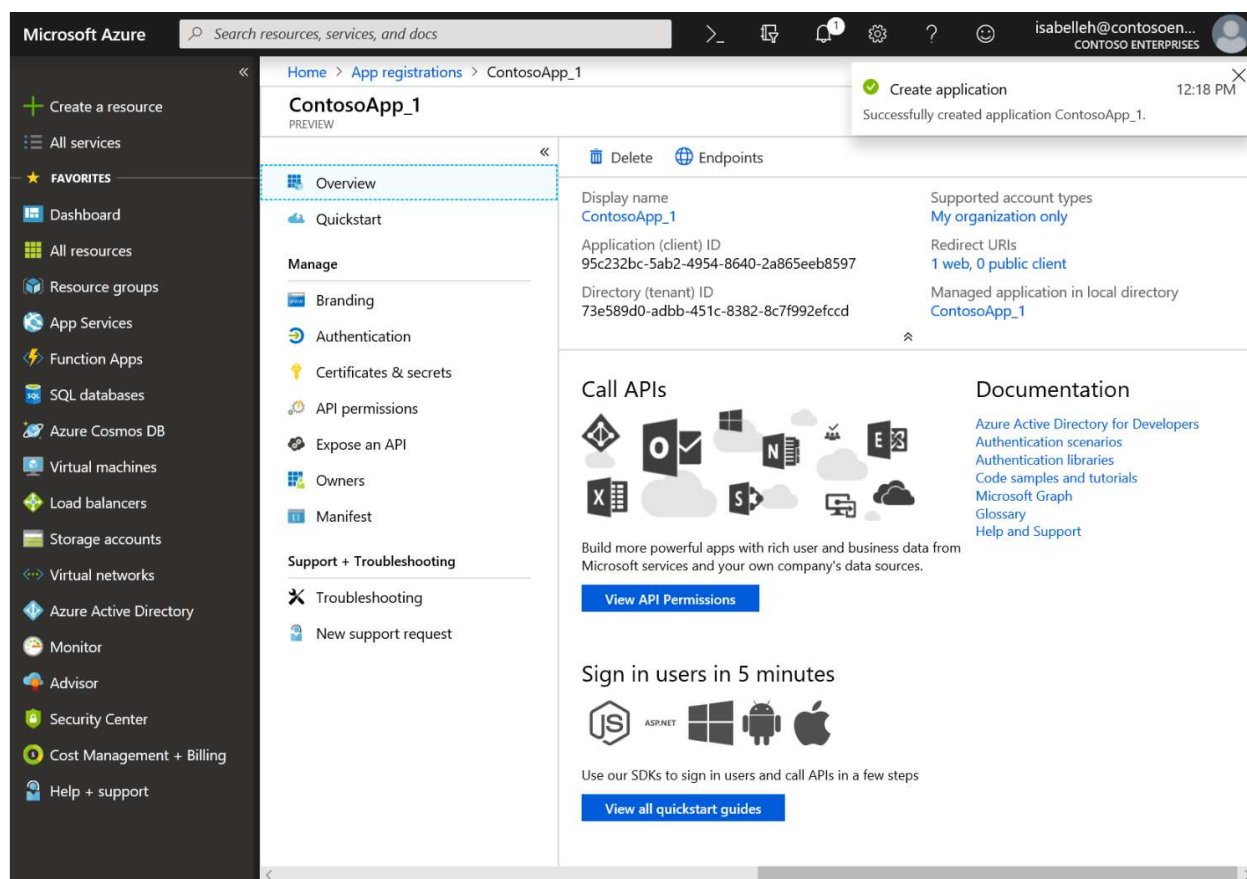 Microsoft Azure
Search resources, services, and docs
1
isabelleh@contosoen...
CONTOSO ENTERPRISES
Create a resource
All services
FAVORITES
Dashboard
All resources
Resource groups
App Services
Function Apps
SQL databases
Azure Cosmos DB
Virtual machines
Load balancers
Storage accounts
Virtual networks
Azure Active Directory
Monitor
Advisor
Security Center
Cost Management + Billing
Help + support
Home > App registrations > ContosoApp_1
ContosoApp_1
PREVIEW
Create application 12:18 PM
Successfully created application ContosoApp_1.
Overview
Quickstart
Manage
Branding
Authentication
Certificates & secrets
API permissions
Expose an API
Owners
Manifest
Support + Troubleshooting
Troubleshooting
New support request
Delete Endpoints
Display name
ContosoApp_1
Application (client) ID
95c232bc-5ab2-4954-8640-2a865eeb8597
Directory (tenant) ID
73e589d0-adbb-451c-8382-8c7f992efccd
Supported account types
My organization only
Redirect URIs
1 web, 0 public client
Managed application in local directory
ContosoApp_1
Call APIs
Build more powerful apps with rich user and business data from
Microsoft services and your own company's data sources.
View API Permissions
Documentation
Azure Active Directory for Developers
Authentication scenarios
Authentication libraries
Code samples and tutorials
Microsoft Graph
Glossary
Help and Support
Sign in users in 5 minutes
JS ASP.NET
Use our SDKs to sign in users and call APIs in a few steps
View all quickstart guides